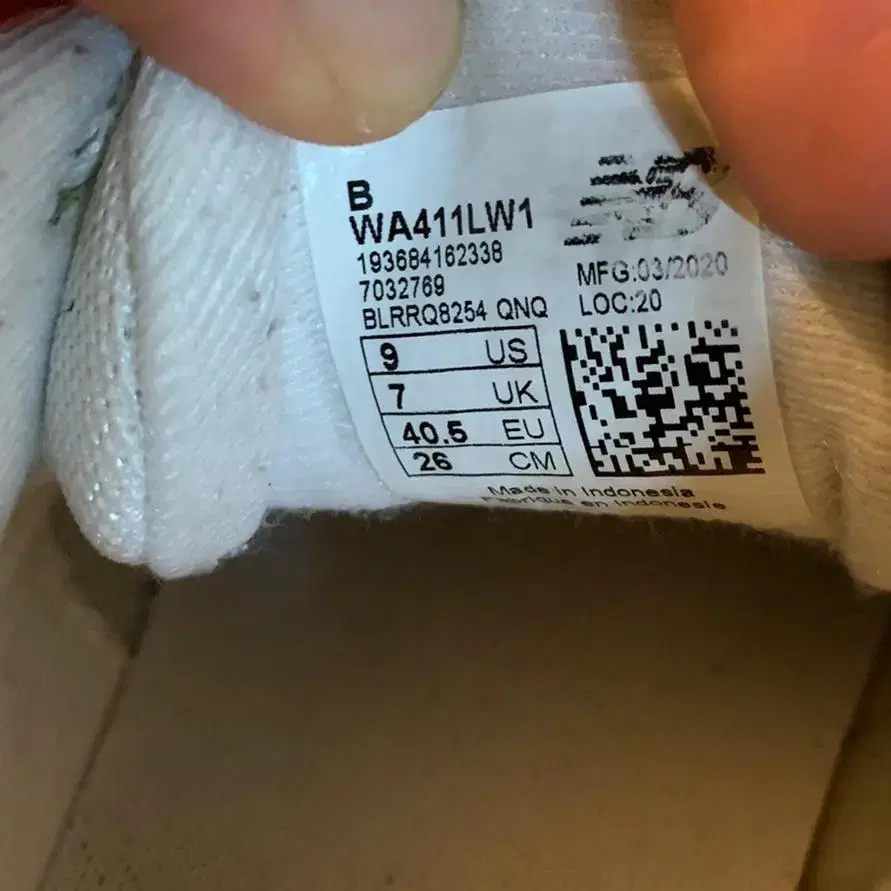 B
WA411LW1
193684162338
7032769
BLRRQ8254 QNQ
MFG:03/2020
LOC:20
9 US
7 UK
40.5 EU
26 CM
Made in Indonesia
Fabriqué en Indonesie